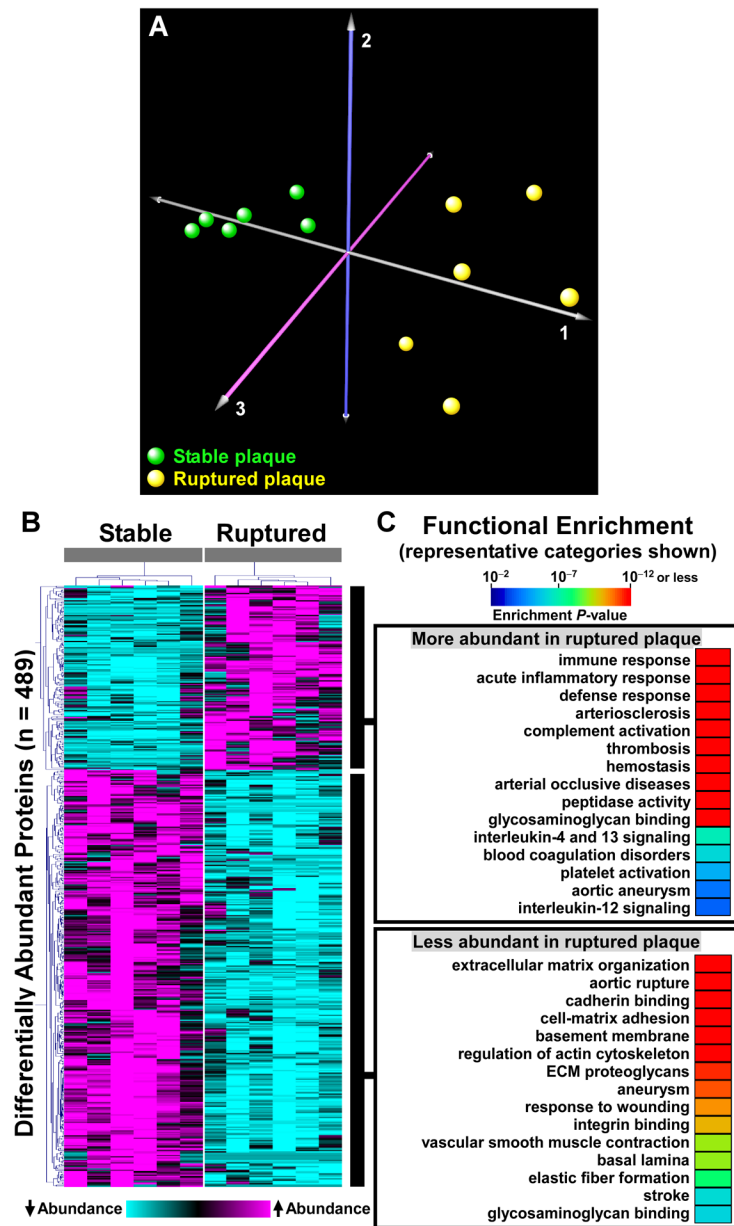 A
2
1
3
Stable plaque
Ruptured plaque
B
Stable
Ruptured
Differentially Abundant Proteins (n = 489)
↓Abundance
↑Abundance
C
Functional Enrichment
(representative categories shown)
10⁻² 10⁻⁷ 10⁻¹² or less
Enrichment P-value
More abundant in ruptured plaque
immune response
acute inflammatory response
defense response
arteriosclerosis
complement activation
thrombosis
hemostasis
arterial occlusive diseases
peptidase activity
glycosaminoglycan binding
interleukin-4 and 13 signaling
blood coagulation disorders
platelet activation
aortic aneurysm
interleukin-12 signaling
Less abundant in ruptured plaque
extracellular matrix organization
aortic rupture
cadherin binding
cell-matrix adhesion
basement membrane
regulation of actin cytoskeleton
ECM proteoglycans
aneurysm
response to wounding
integrin binding
vascular smooth muscle contraction
basal lamina
elastic fiber formation
stroke
glycosaminoglycan binding